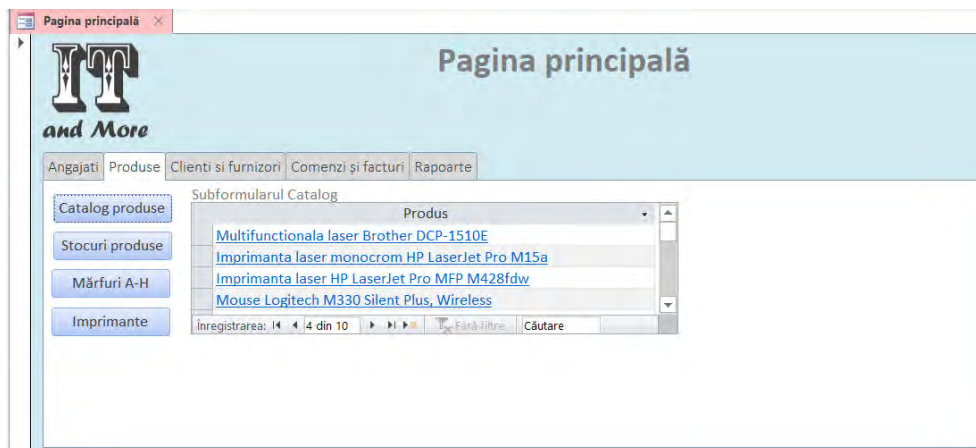 Pagina principală
IT
and More
Pagina principală
Angajati Produse Clienti si furnizori Comenzi și facturi Rapoarte
Catalog produse
Stocuri produse
Mărfuri A-H
Imprimante
Subformularul Catalog
Produs
Multifunctionala laser Brother DCP-1510E
Imprimanta laser monocrom HP LaserJet Pro M15a
Imprimanta laser HP LaserJet Pro MFP M428fdw
Mouse Logitech M330 Silent Plus, Wireless
Înregistrarea: 4 din 10 Fără filtre Căutare